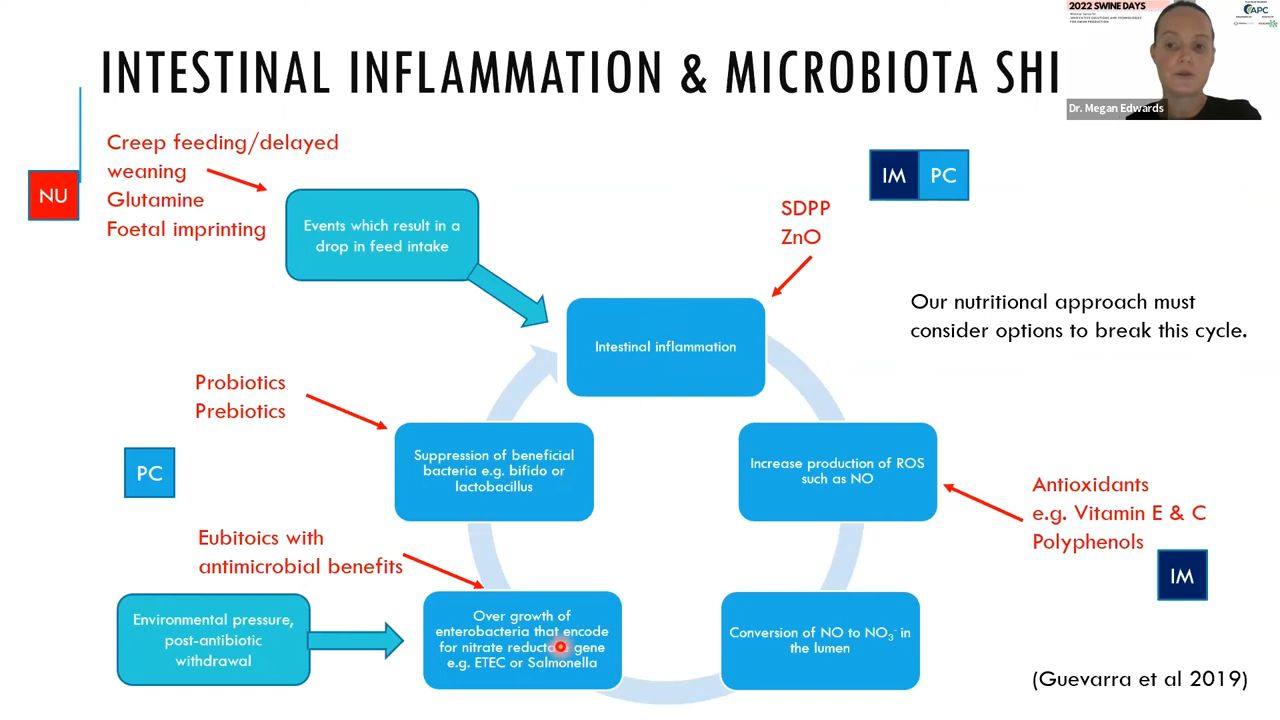 2022 SWINE DAYS
INTESTINAL INFLAMMATION & MICROBIOTA SHI
APC
Dr. Megan Edwards
Creep feeding/delayed
weaning
Glutamine
Foetal imprinting
NU
Events which result in a
drop in feed intake
IM
PC
SDPP
ZnO
Our nutritional approach must
consider options to break this cycle.
Intestinal inflammation
Probiotics
Prebiotics
Suppression of beneficial
bacteria e.g. bifido or
lactobacillus
Increase production of ROS
such as NO
PC
Antioxidants
e.g. Vitamin E & C
Polyphenols
IM
Eubitoics with
antimicrobial benefits
Environmental pressure,
post-antibiotic
withdrawal
Over growth of
enterobacteria that encode
for nitrate reductase gene
e.g. ETEC or Salmonella
Conversion of NO to NO₃⁻ in
the lumen
(Guevarra et al 2019)